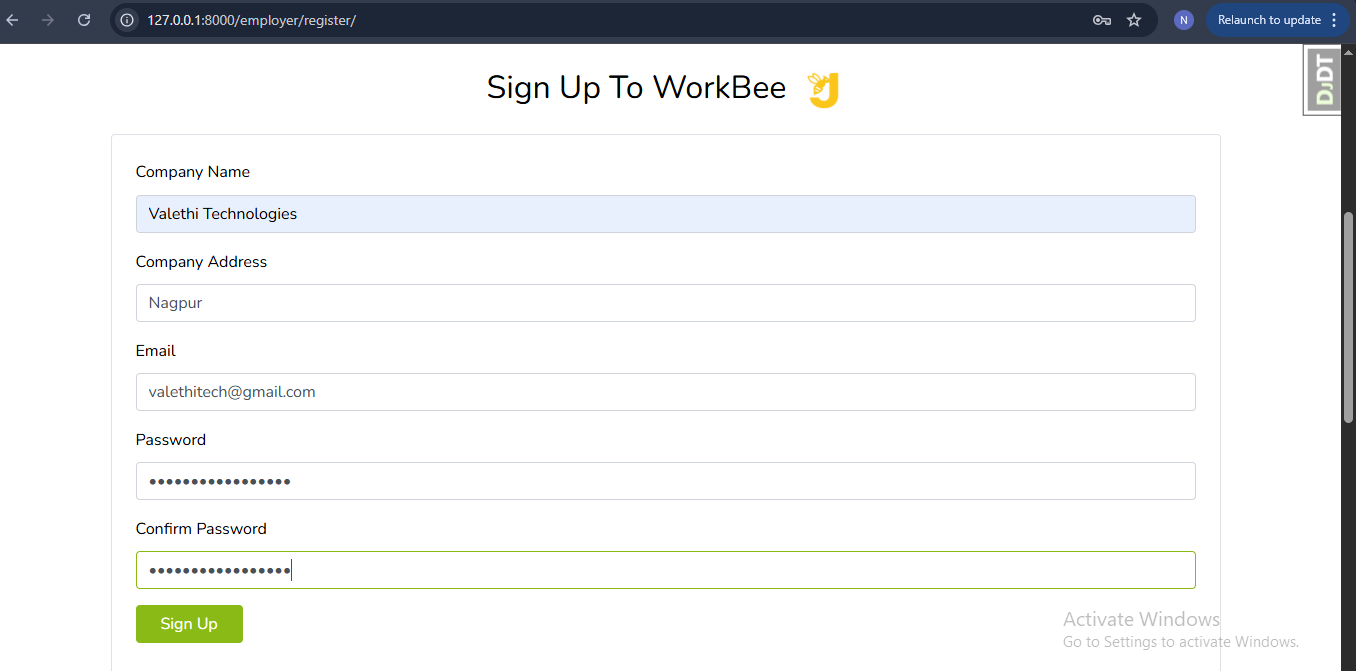 127.0.0.1:8000/employer/register/
N
Relaunch to update
DJDT
Sign Up To WorkBee
Company Name
Valethi Technologies
Company Address
Nagpur
Email
valethitech@gmail.com
Password
•••••••••••••••••
Confirm Password
•••••••••••••••••
Sign Up
Activate Windows
Go to Settings to activate Windows.